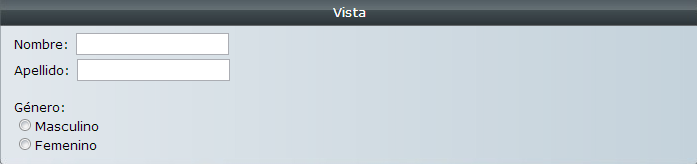 Vista
Nombre:
Apellido:
Género:
Masculino
Femenino